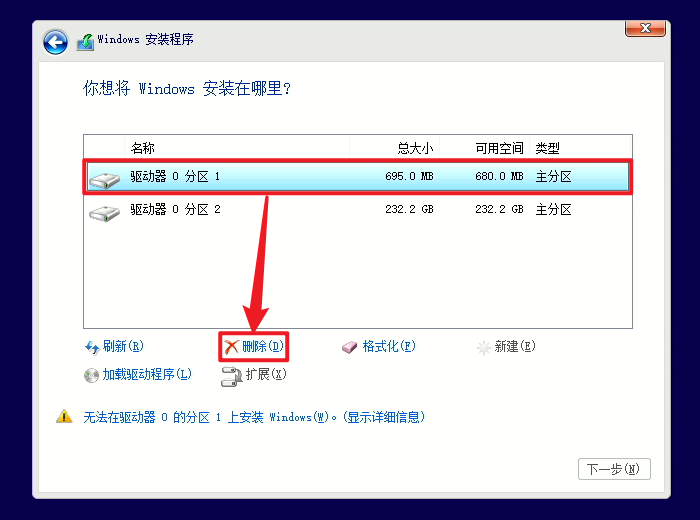 Windows 安装程序
你想将 Windows 安装在哪里?
名称 总大小 可用空间 类型
驱动器 0 分区 1 695.0 MB 680.0 MB 主分区
驱动器 0 分区 2 232.2 GB 232.2 GB 主分区
刷新(R) 删除(D) 格式化(F) 新建(E)
加载驱动程序(L) 扩展(X)
无法在驱动器 0 的分区 1 上安装 Windows(W)。(显示详细信息)
下一步(N)